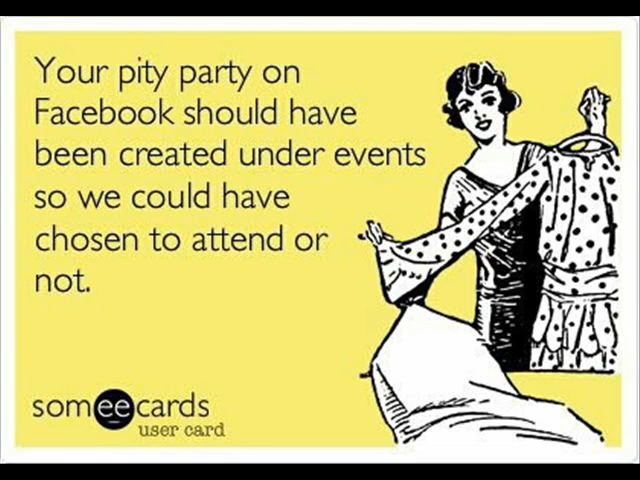 Your pity party on
Facebook should have
been created under events
so we could have
chosen to attend or
not.
someecards
user card